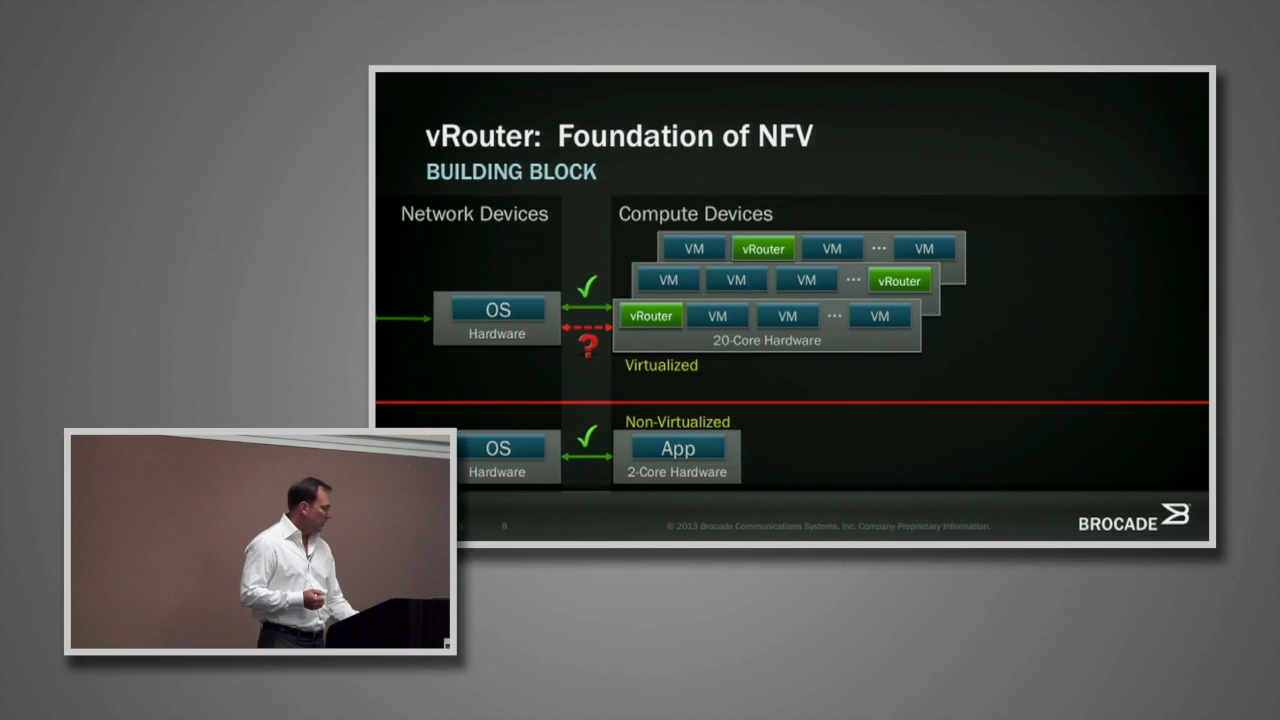 vRouter: Foundation of NFV
BUILDING BLOCK
Network Devices
Compute Devices
VM vRouter VM ... VM
VM VM VM ... vRouter
OS
Hardware
?
vRouter VM VM ... VM
20-Core Hardware
Virtualized
Non-Virtualized
OS
Hardware
App
2-Core Hardware
8
© 2013 Brocade Communications Systems, Inc. Company Proprietary Information.
BROCADE